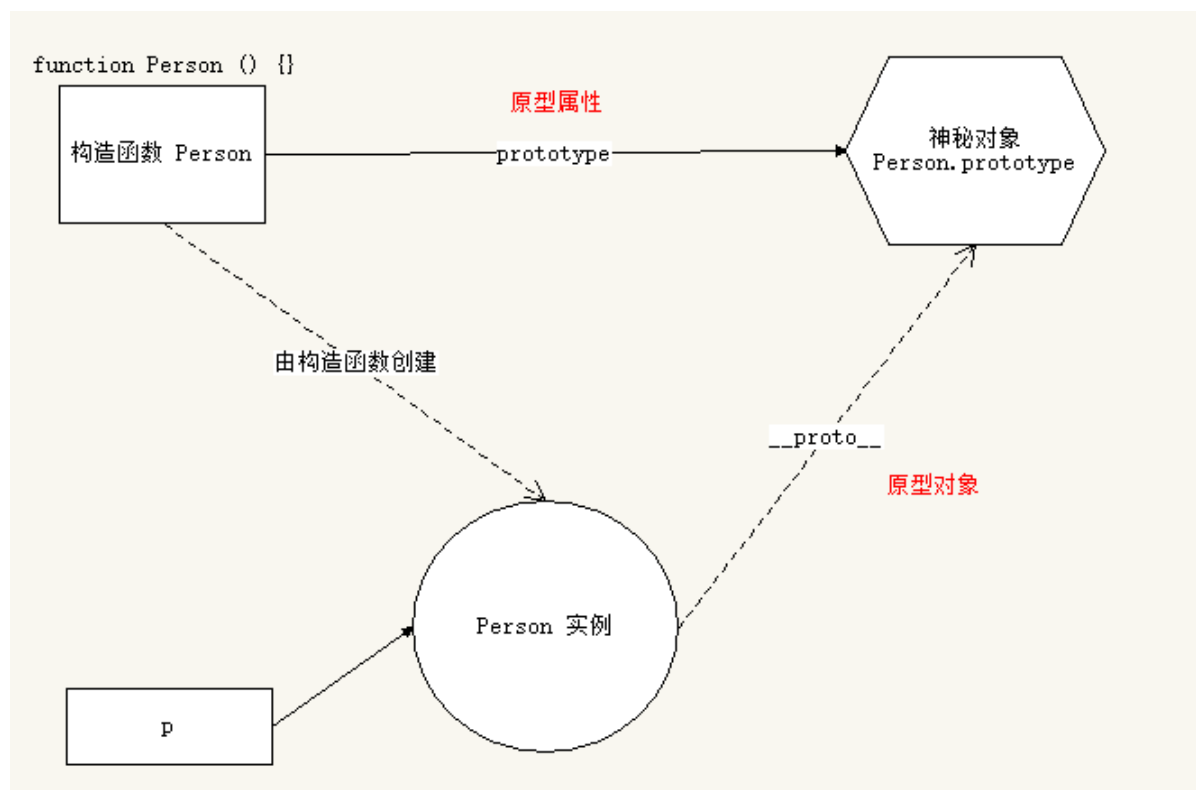 function Person () {}
原型属性
构造函数 Person
prototype
神秘对象
Person.prototype
由构造函数创建
__proto__
原型对象
Person 实例
p